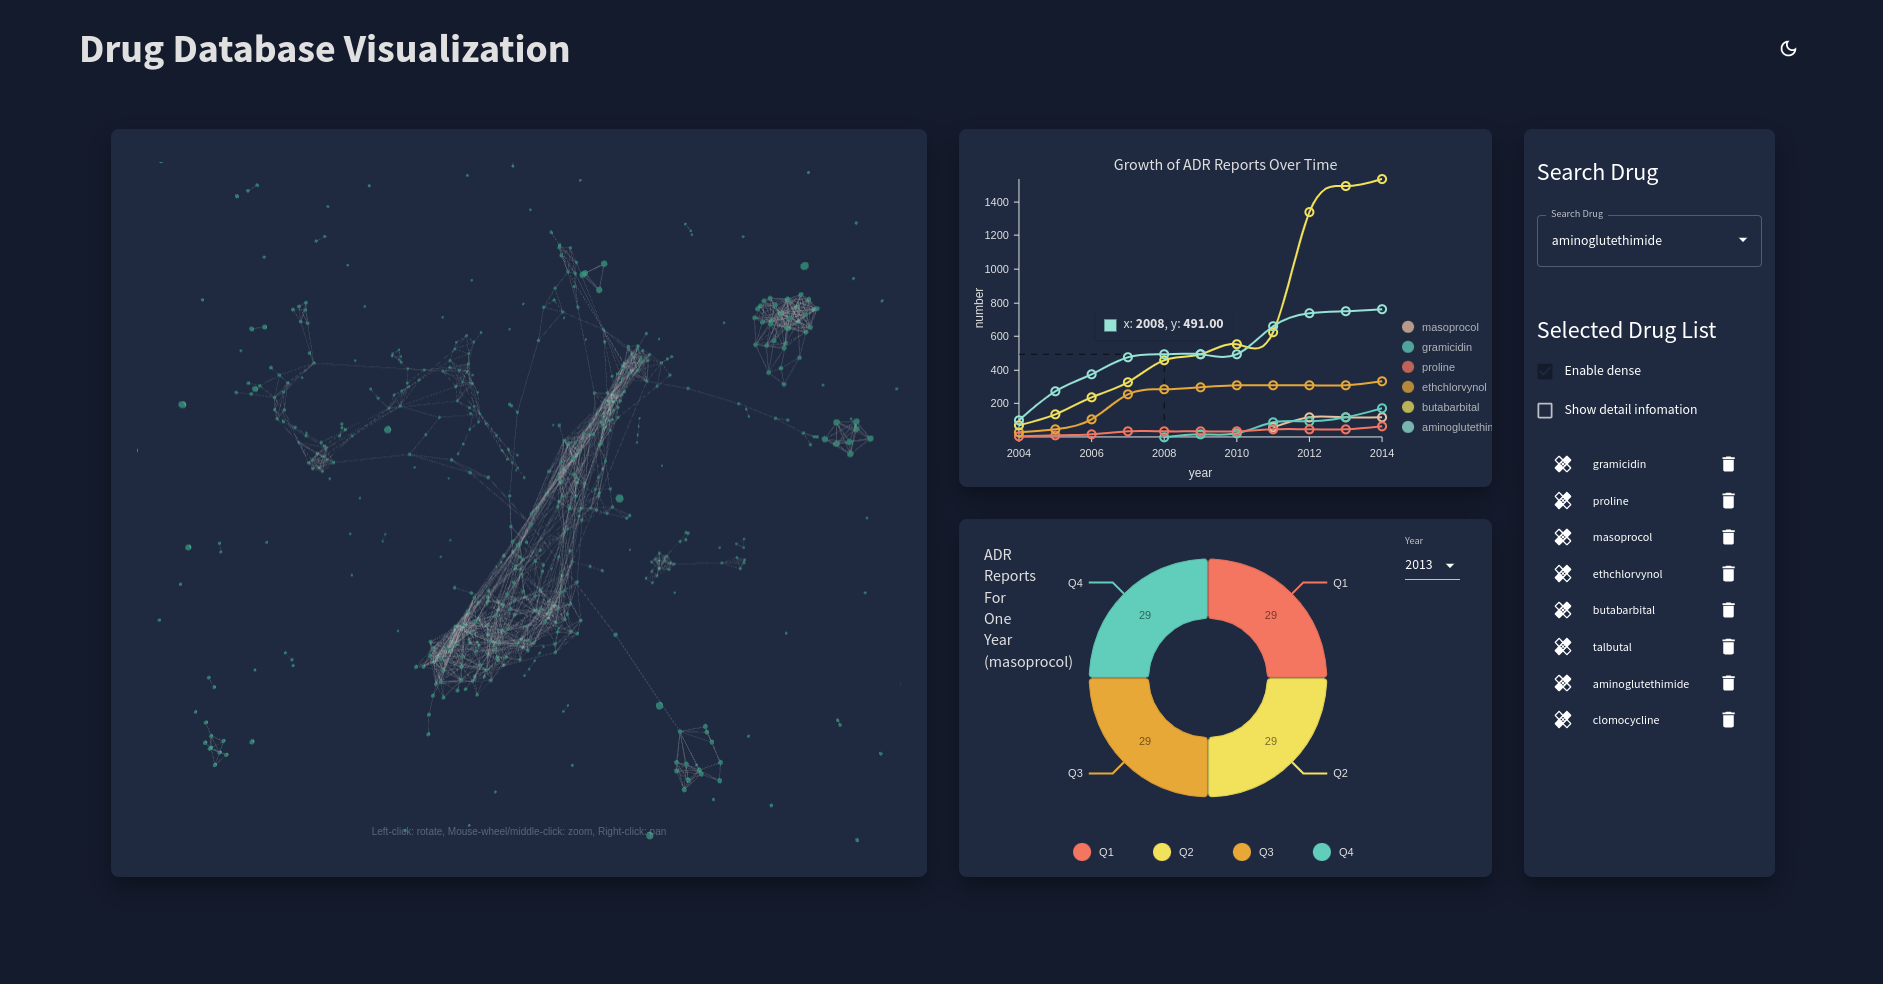 Drug Database Visualization
Left-click: rotate, Mouse-wheel/middle-click: zoom, Right-click: pan
Growth of ADR Reports Over Time
number
1400
1200
1000
800
600
400
200
x: 2008, y: 491.00
2004
2006
2008
2010
2012
2014
year
masoprocol
gramicidin
proline
ethchlorvynol
butabarbital
aminoglutethin
ADR
Reports
For
One
Year
(masoprocol)
Year
2013
Q4
Q1
29
29
29
29
Q3
Q2
Q1
Q2
Q3
Q4
Search Drug
Search Drug
aminoglutethimide
Selected Drug List
Enable dense
Show detail infomation
gramicidin
proline
masoprocol
ethchlorvynol
butabarbital
talbutal
aminoglutethimide
clomocycline